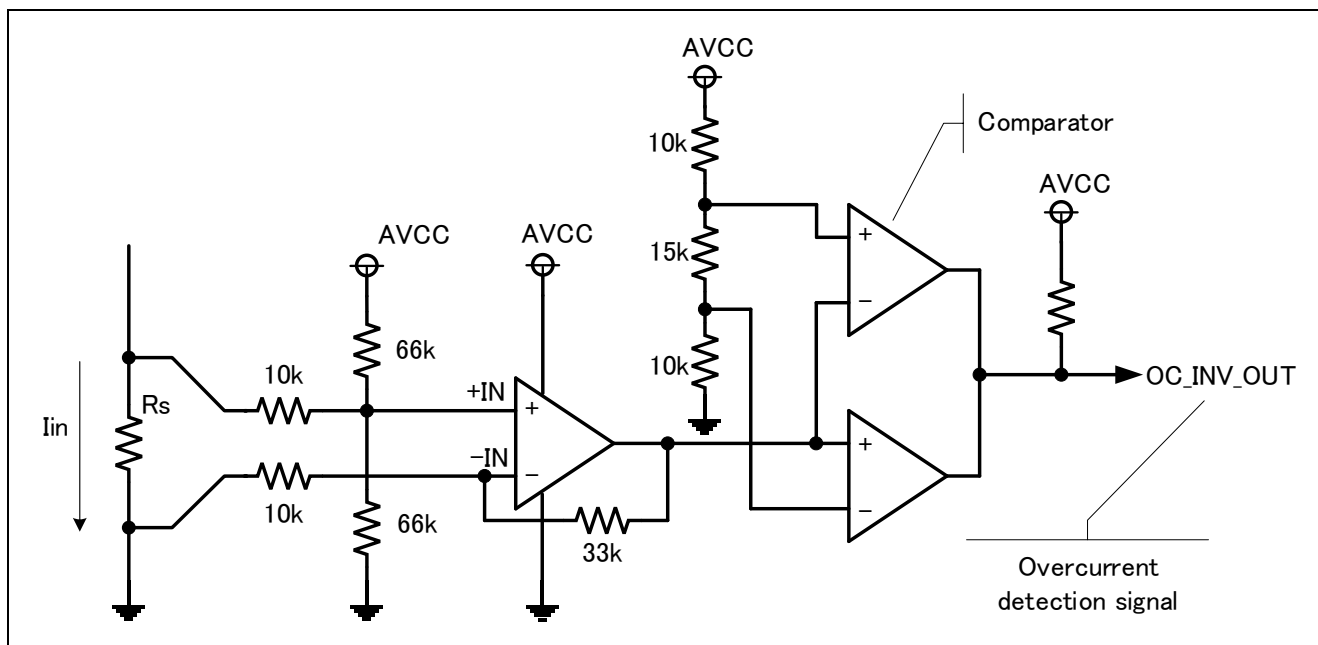 AVCC
10k
Comparator
AVCC
+
−
AVCC
AVCC
15k
66k
10k
10k
+IN
+
Rs
Iin
−IN
−
10k
66k
33k
+
−
OC_INV_OUT
Overcurrent
detection signal